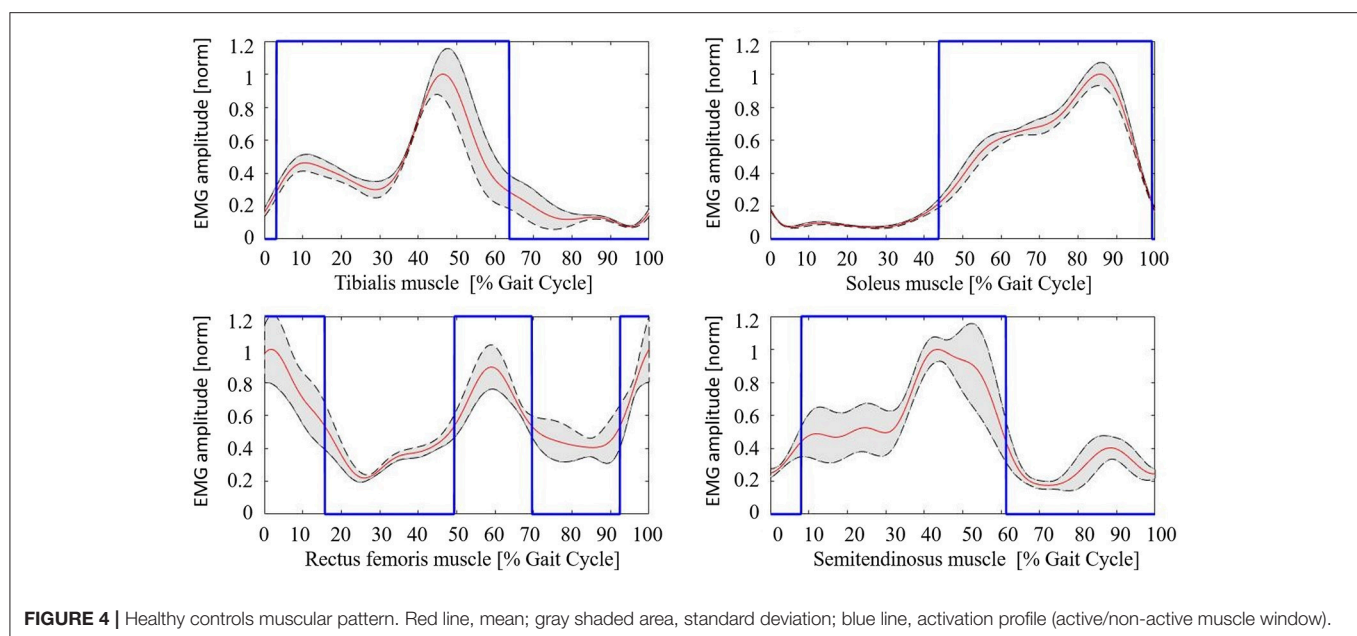 EMG amplitude [norm]
1.2
1
0.8
0.6
0.4
0.2
0
0 10 20 30 40 50 60 70 80 90 100
Tibialis muscle [% Gait Cycle]
EMG amplitude [norm]
1.2
1
0.8
0.6
0.4
0.2
0
0 10 20 30 40 50 60 70 80 90 100
Soleus muscle [% Gait Cycle]
EMG amplitude [norm]
1.2
1
0.8
0.6
0.4
0.2
0
0 10 20 30 40 50 60 70 80 90 100
Rectus femoris muscle [% Gait Cycle]
EMG amplitude [norm]
1.2
1
0.8
0.6
0.4
0.2
0
0 10 20 30 40 50 60 70 80 90 100
Semitendinosus muscle [% Gait Cycle]
FIGURE 4 | Healthy controls muscular pattern. Red line, mean; gray shaded area, standard deviation; blue line, activation profile (active/non-active muscle window).